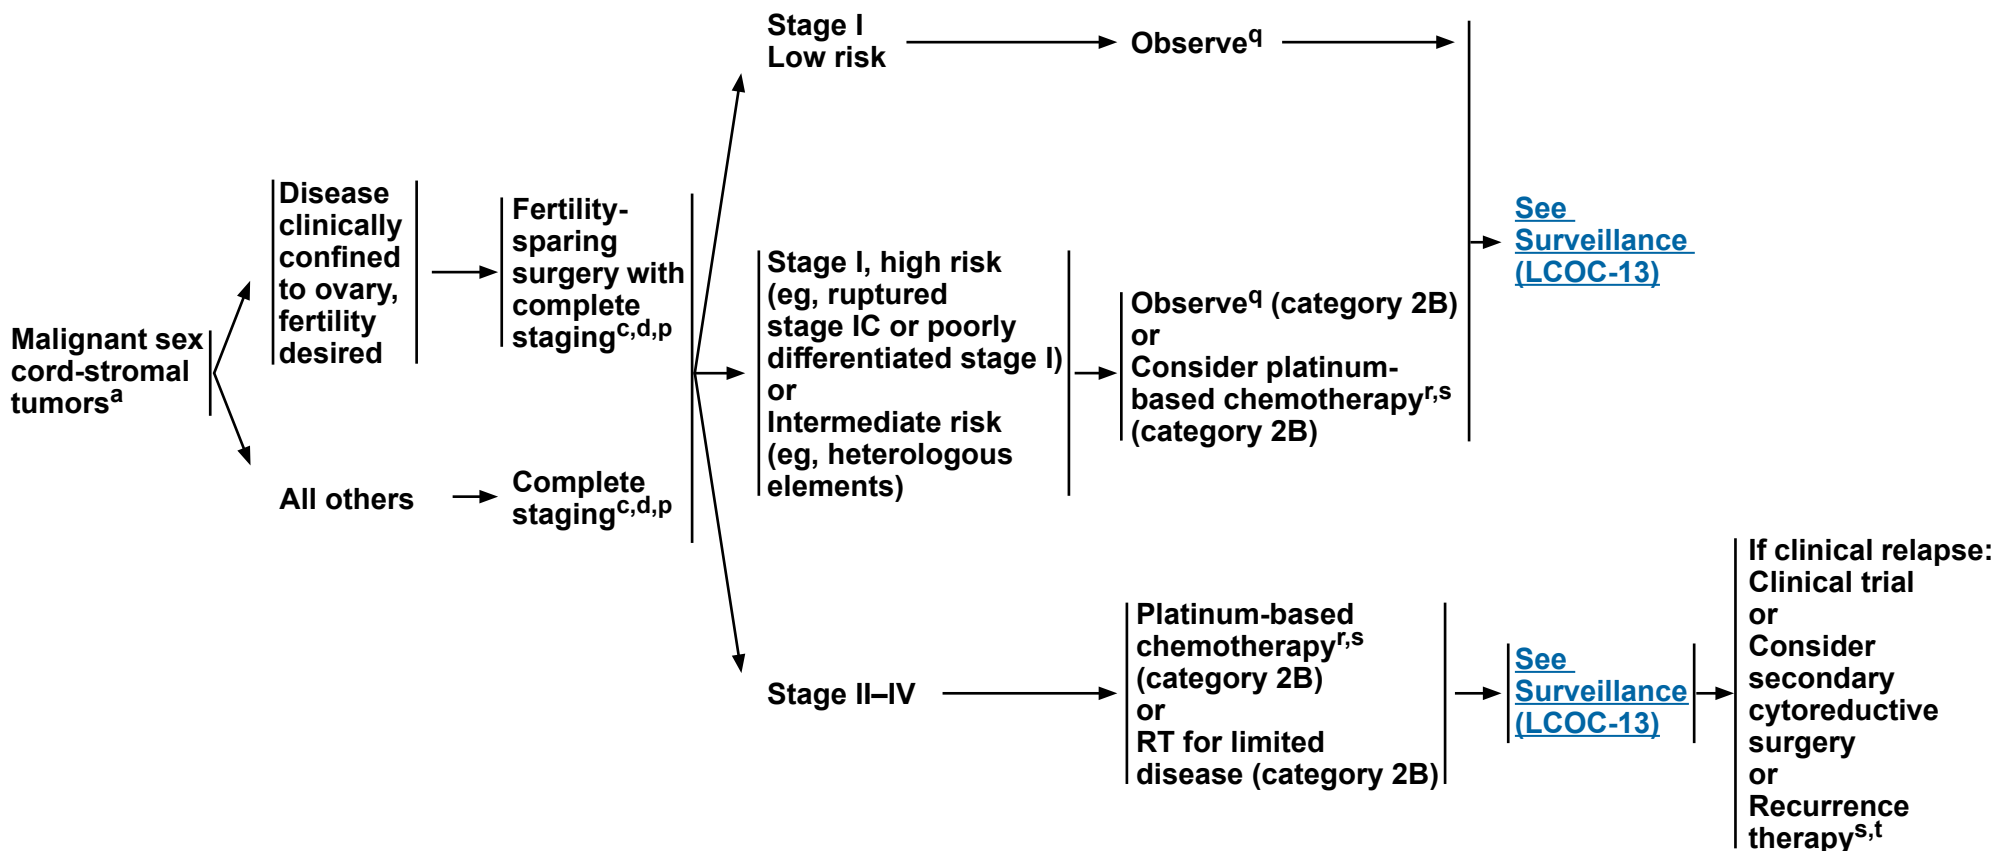 Malignant sex
cord-stromal
tumorsa
Disease
clinically
confined
to ovary,
fertility
desired
All others
Fertility-
sparing
surgery with
complete
stagingc,d,p
Complete
stagingc,d,p
Stage I
Low risk
Observeq
Stage I, high risk
(eg, ruptured
stage IC or poorly
differentiated stage I)
or
Intermediate risk
(eg, heterologous
elements)
Observeq (category 2B)
or
Consider platinum-
based chemotherapyr,s
(category 2B)
See
Surveillance
(LCOC-13)
Stage II–IV
Platinum-based
chemotherapyr,s
(category 2B)
or
RT for limited
disease (category 2B)
See
Surveillance
(LCOC-13)
If clinical relapse:
Clinical trial
or
Consider
secondary
cytoreductive
surgery
or
Recurrence
therapys,t